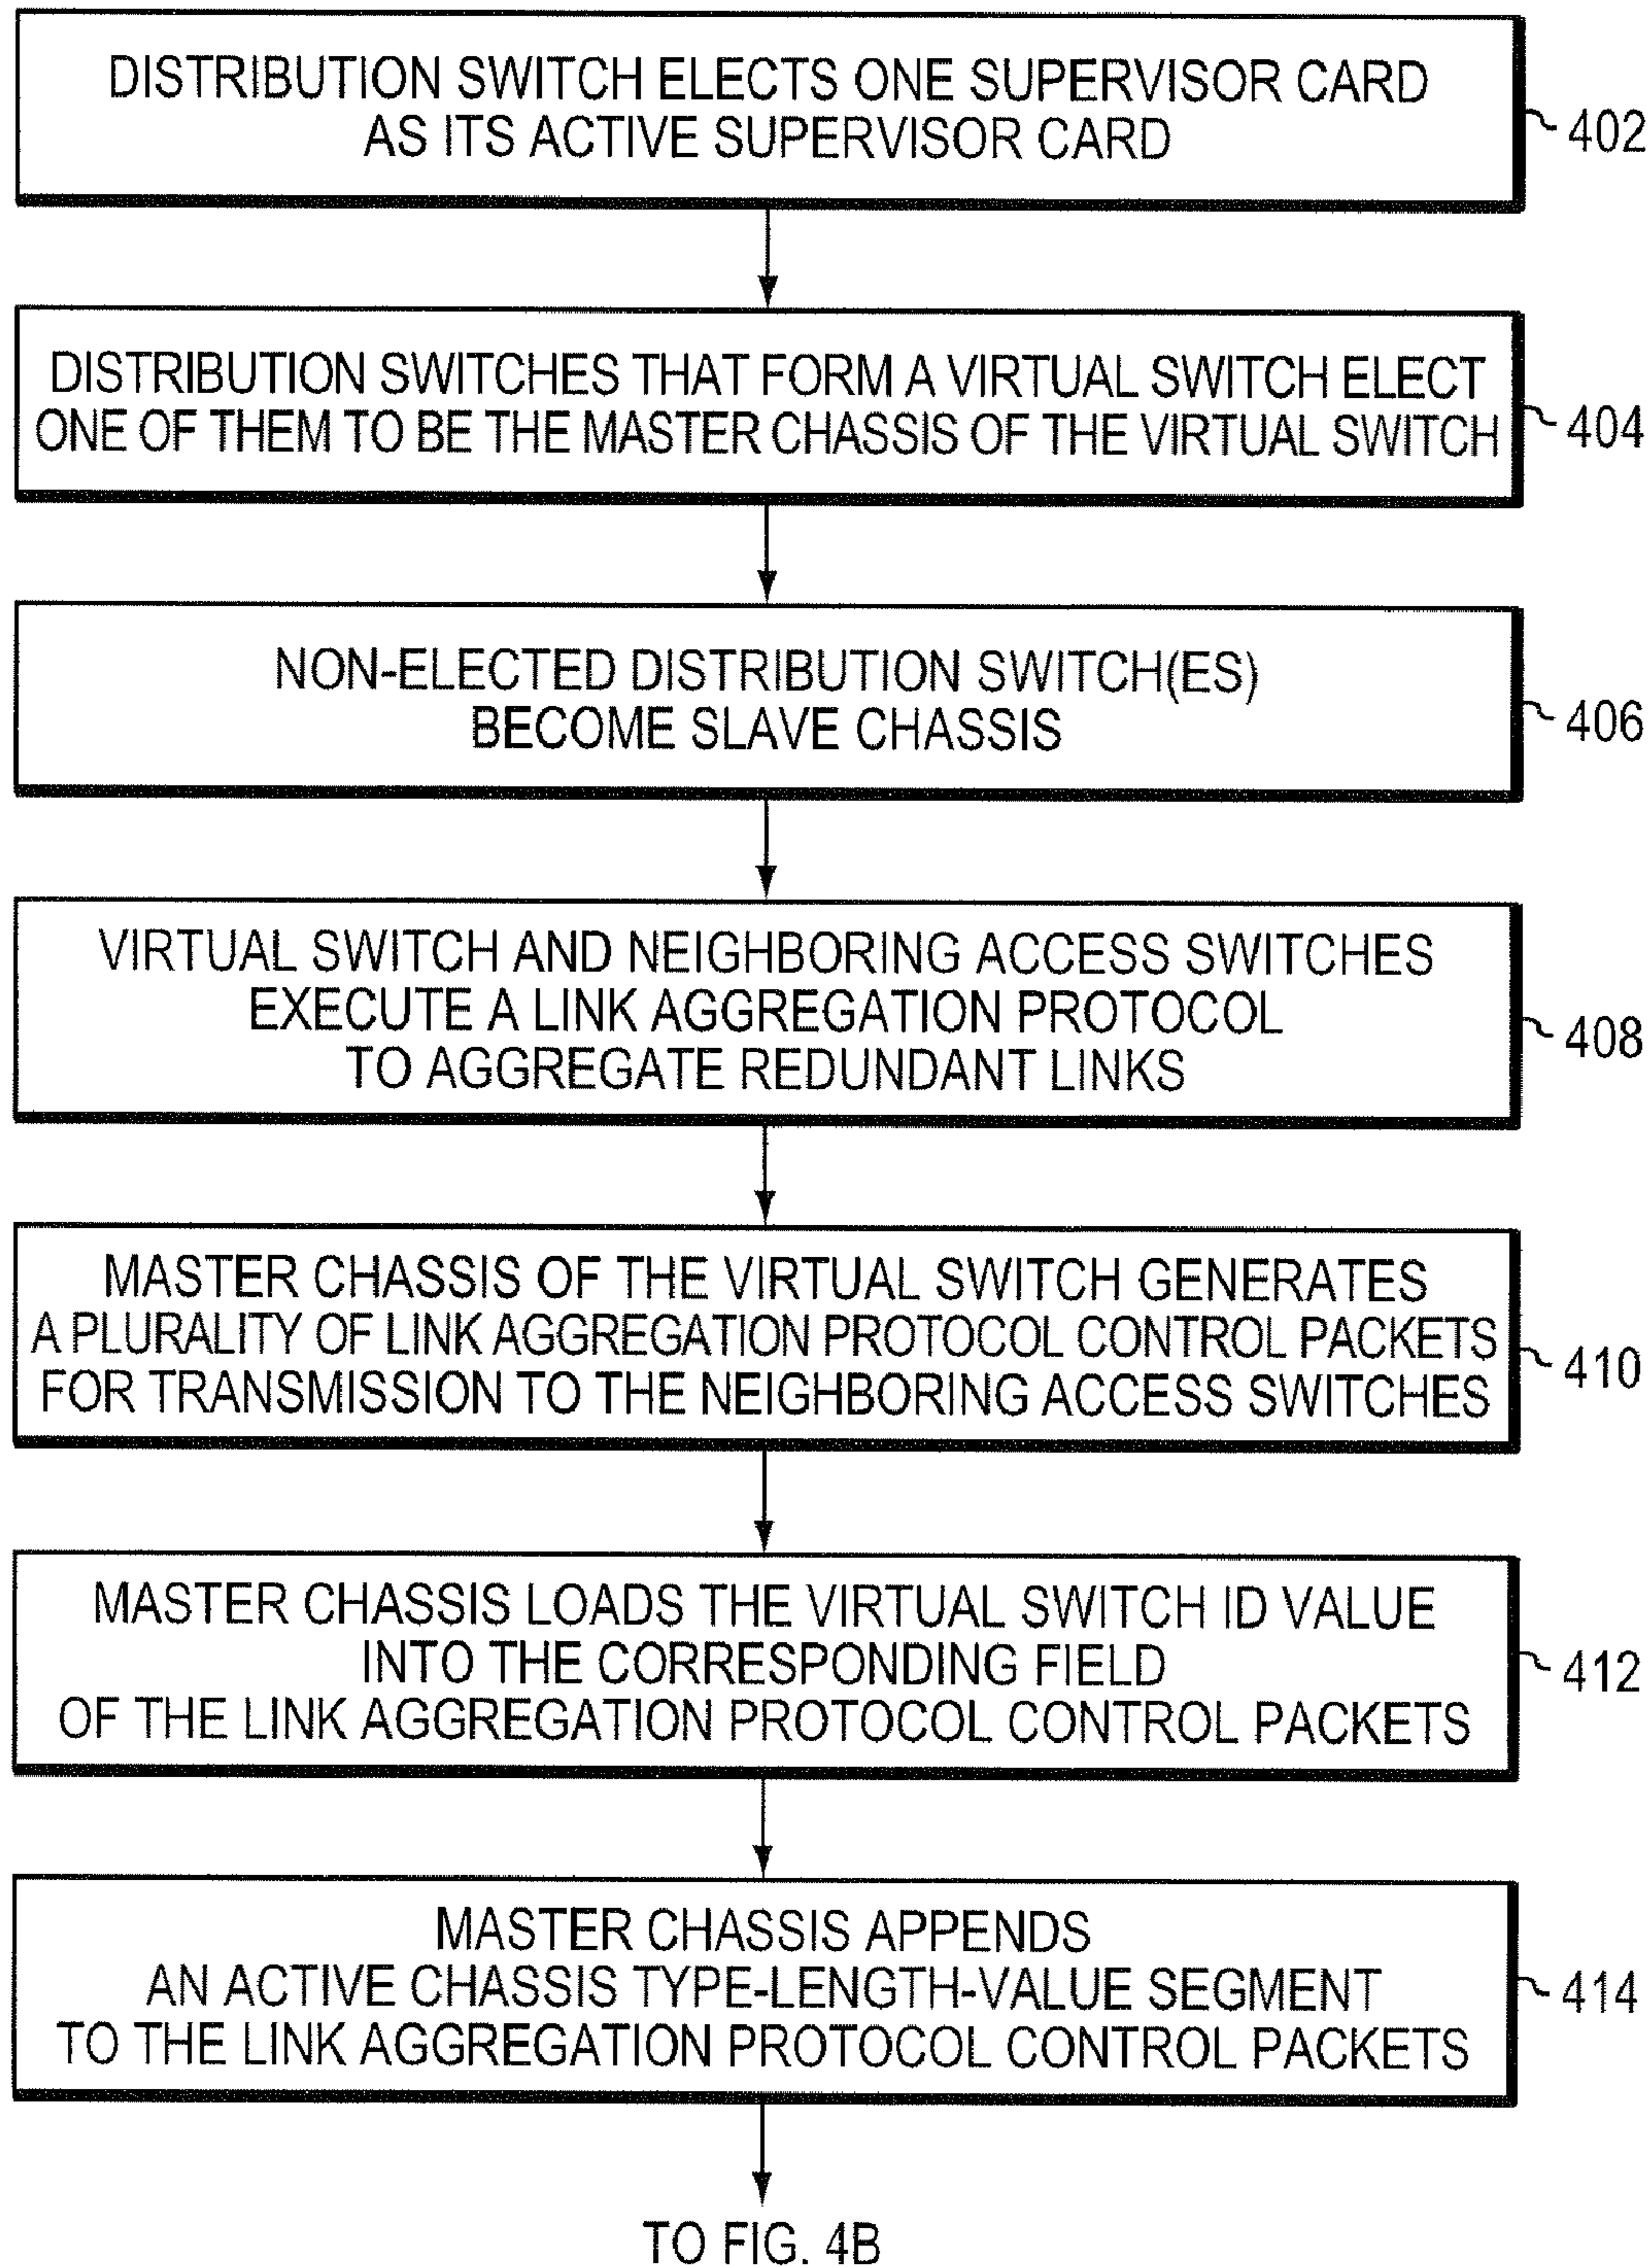 DISTRIBUTION SWITCH ELECTS ONE SUPERVISOR CARD
AS ITS ACTIVE SUPERVISOR CARD
402
DISTRIBUTION SWITCHES THAT FORM A VIRTUAL SWITCH ELECT
ONE OF THEM TO BE THE MASTER CHASSIS OF THE VIRTUAL SWITCH
404
NON-ELECTED DISTRIBUTION SWITCH(ES)
BECOME SLAVE CHASSIS
406
VIRTUAL SWITCH AND NEIGHBORING ACCESS SWITCHES
EXECUTE A LINK AGGREGATION PROTOCOL
TO AGGREGATE REDUNDANT LINKS
408
MASTER CHASSIS OF THE VIRTUAL SWITCH GENERATES
A PLURALITY OF LINK AGGREGATION PROTOCOL CONTROL PACKETS
FOR TRANSMISSION TO THE NEIGHBORING ACCESS SWITCHES
410
MASTER CHASSIS LOADS THE VIRTUAL SWITCH ID VALUE
INTO THE CORRESPONDING FIELD
OF THE LINK AGGREGATION PROTOCOL CONTROL PACKETS
412
MASTER CHASSIS APPENDS
AN ACTIVE CHASSIS TYPE-LENGTH-VALUE SEGMENT
TO THE LINK AGGREGATION PROTOCOL CONTROL PACKETS
414
TO FIG. 4B